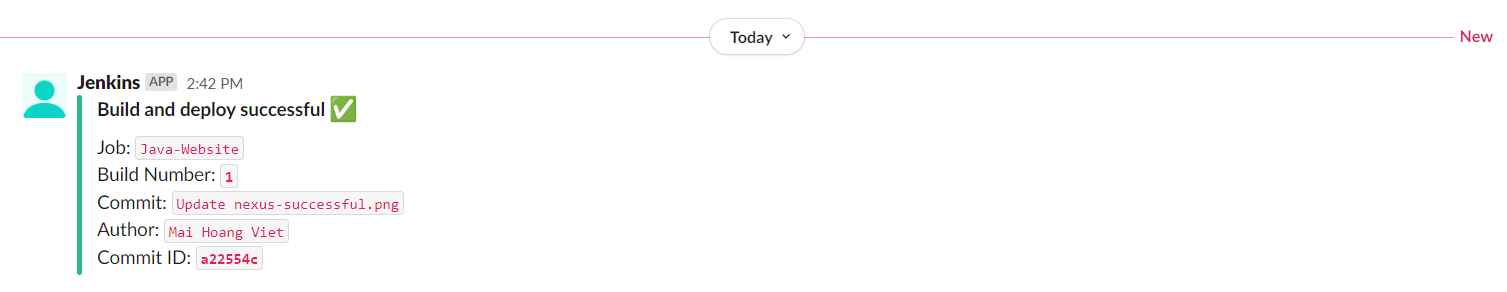 Today
New
Jenkins APP 2:42 PM
Build and deploy successful ✅
Job: Java-Website
Build Number: 1
Commit: Update nexus-successful.png
Author: Mai Hoang Viet
Commit ID: a22554c